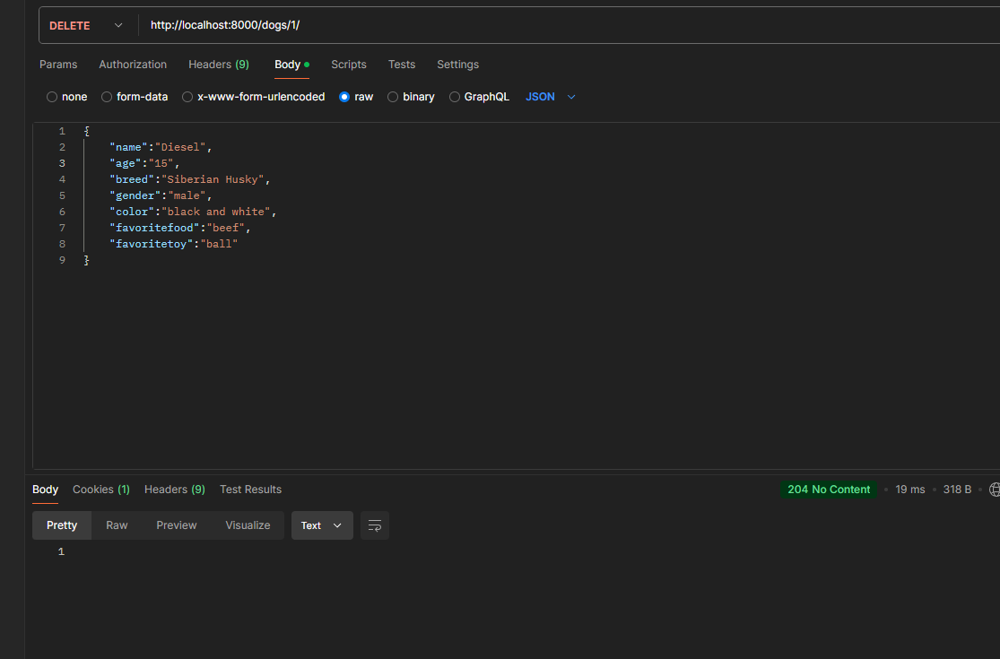 DELETE http://localhost:8000/dogs/1/
Params Authorization Headers (9) Body Scripts Tests Settings
none form-data x-www-form-urlencoded raw binary GraphQL JSON
1 {
2 "name":"Diesel",
3 "age":"15",
4 "breed":"Siberian Husky",
5 "gender":"male",
6 "color":"black and white",
7 "favoritefood":"beef",
8 "favoritetoy":"ball"
9 }
Body Cookies (1) Headers (9) Test Results 204 No Content 19 ms 318 B
Pretty Raw Preview Visualize Text
1